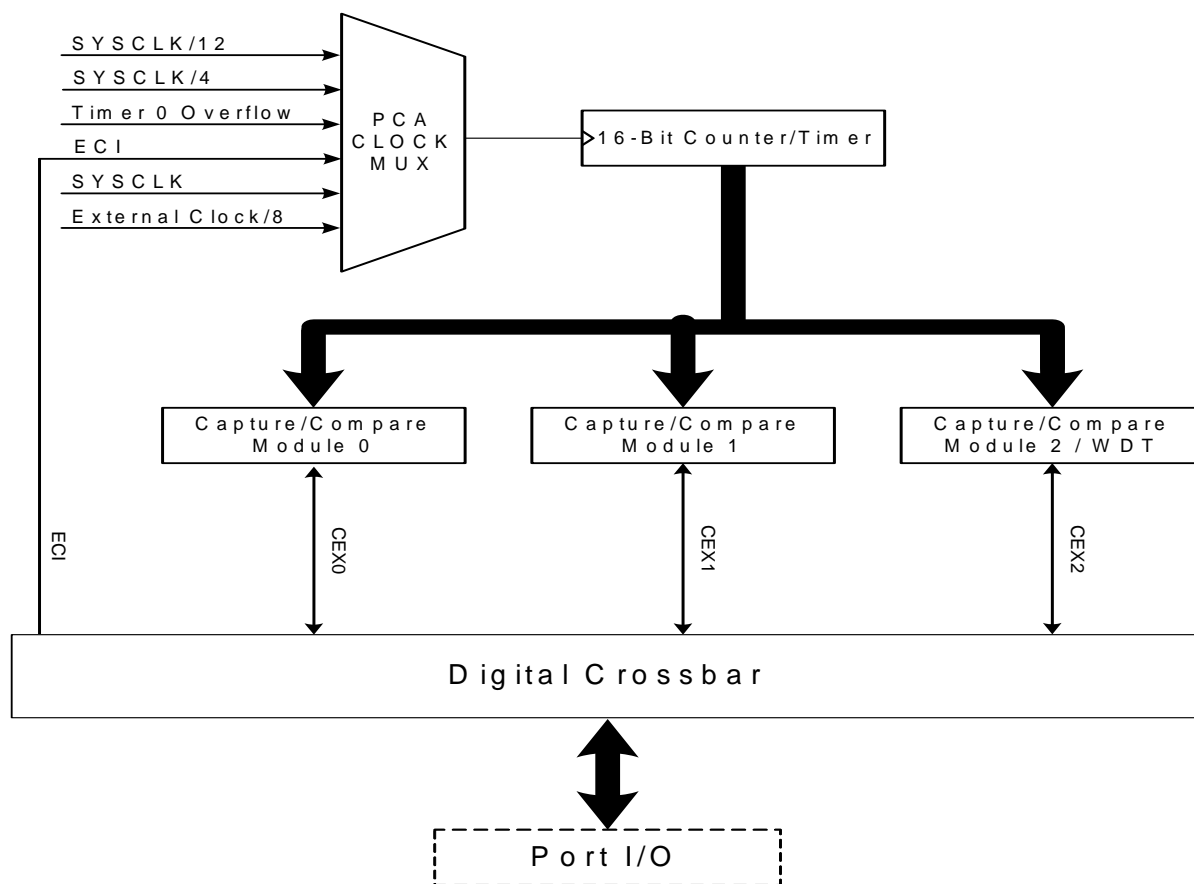 SYSCLK/12
SYSCLK/4
Timer 0 Overflow
ECI
SYSCLK
External Clock/8
PCA
CLOCK
MUX
16-Bit Counter/Timer
Capture/Compare
Module 0
Capture/Compare
Module 1
Capture/Compare
Module 2 / WDT
ECI
CEX0
CEX1
CEX2
Digital Crossbar
Port I/O